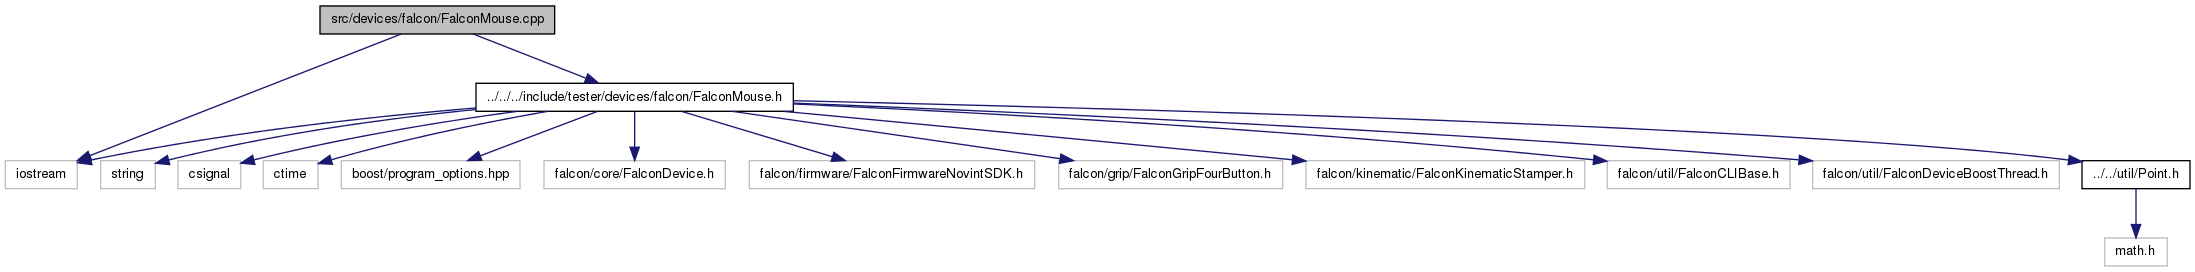 src/devices/falcon/FalconMouse.cpp
../../../include/tester/devices/falcon/FalconMouse.h
iostream
string
csignal
ctime
boost/program_options.hpp
falcon/core/FalconDevice.h
falcon/firmware/FalconFirmwareNovintSDK.h
falcon/grip/FalconGripFourButton.h
falcon/kinematic/FalconKinematicStamper.h
falcon/util/FalconCLIBase.h
falcon/util/FalconDeviceBoostThread.h
../../util/Point.h
math.h